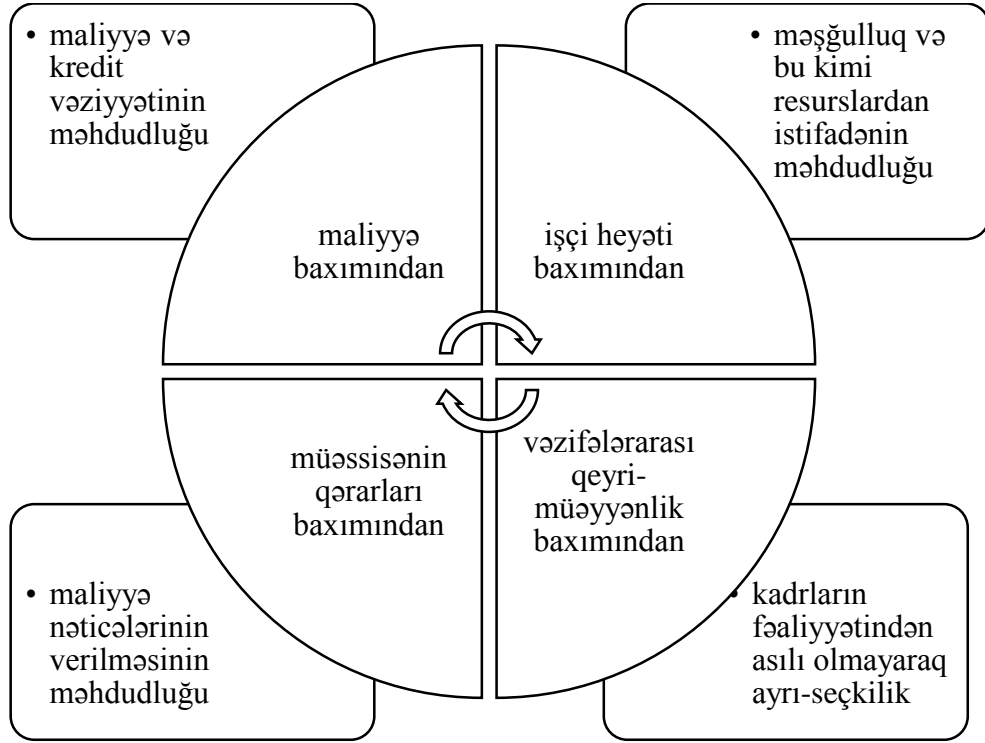 • maliyyə və
kredit
vəziyyətinin
məhdudluğu
• məşğulluq və
bu kimi
resurslardan
istifadənin
məhdudluğu
maliyyə
baxımından
işçi heyəti
baxımından
müəssisənin
qərarları
baxımından
vəzifələrarası
qeyri-
müəyyənlik
baxımından
• maliyyə
nəticələrinin
verilməsinin
məhdudluğu
• kadrların
fəaliyyətindən
asılı olmayaraq
ayrı-seçkilik